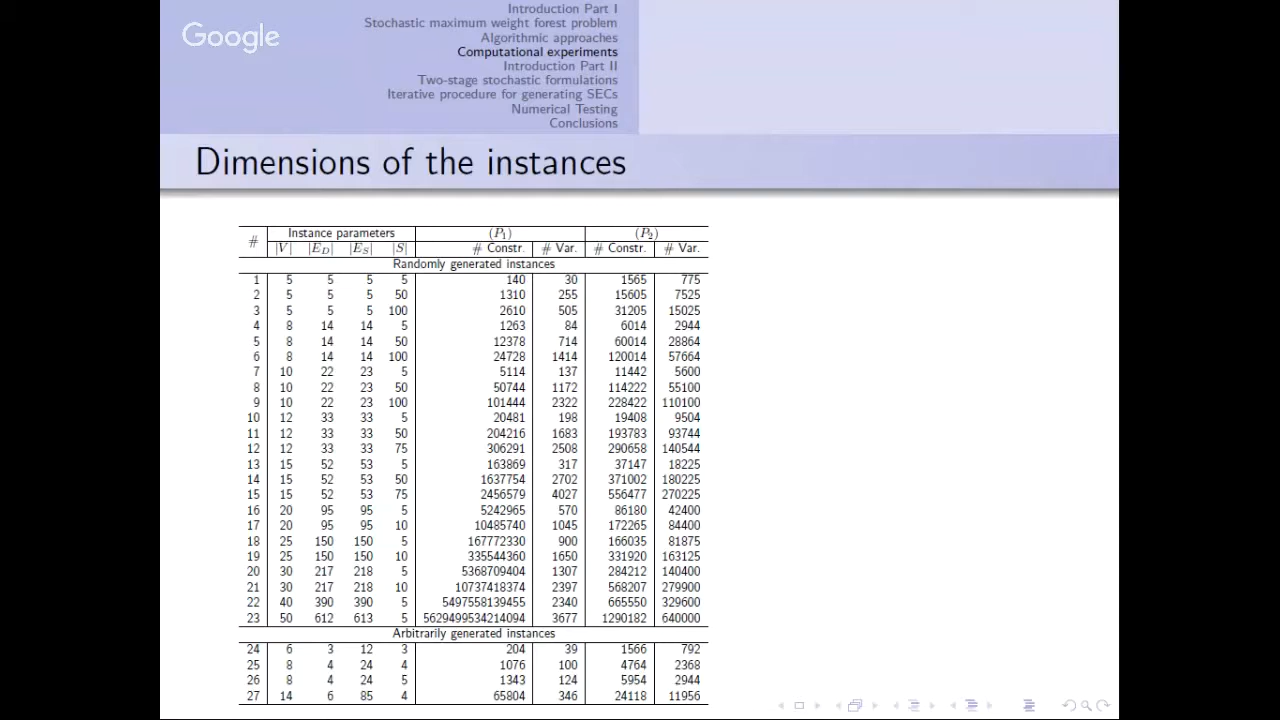 Google
Introduction Part I
Stochastic maximum weight forest problem
Algorithmic approaches
Computational experiments
Introduction Part II
Two-stage stochastic formulations
Iterative procedure for generating SECs
Numerical Testing
Conclusions
Dimensions of the instances
# Instance parameters (P1) (P2)
|V| |E_D| |E_S| |S| # Constr. # Var. # Constr. # Var.
Randomly generated instances
1 5 5 5 5 140 30 1565 775
2 5 5 5 50 1310 255 15605 7525
3 5 5 5 100 2610 505 31205 15025
4 8 14 14 5 1263 84 6014 2944
5 8 14 14 50 12378 714 60014 28864
6 8 14 14 100 24728 1414 120014 57664
7 10 22 23 5 5114 137 11442 5600
8 10 22 23 50 50744 1172 114222 55100
9 10 22 23 100 101444 2322 228422 110100
10 12 33 33 5 20481 198 19408 9504
11 12 33 33 50 204216 1683 193783 93744
12 12 33 33 75 306291 2508 290658 140544
13 15 52 53 5 163869 317 37147 18225
14 15 52 53 50 1637754 2702 371002 180225
15 15 52 53 75 2456579 4027 556477 270225
16 20 95 95 5 5242965 570 86180 42400
17 20 95 95 10 10485740 1045 172265 84400
18 25 150 150 5 167772330 900 166035 81875
19 25 150 150 10 335544360 1650 331920 163125
20 30 217 218 5 5368709404 1307 284212 140400
21 30 217 218 10 10737418374 2397 568207 279900
22 40 390 390 5 5497558139455 2340 665550 329600
23 50 612 613 5 5629499534214094 3677 1290182 640000
Arbitrarily generated instances
24 6 3 12 3 204 39 1566 792
25 8 4 24 4 1076 100 4764 2368
26 8 4 24 5 1343 124 5954 2944
27 14 6 85 4 65804 346 24118 11956